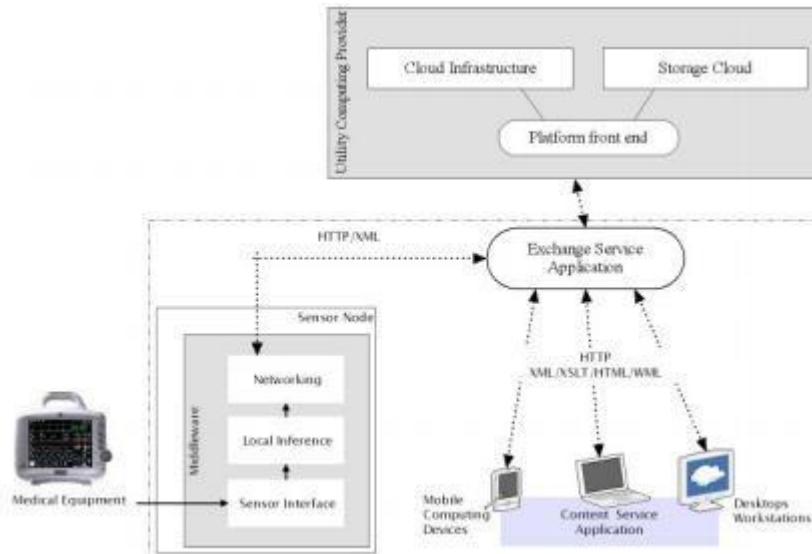 Utility Computing Provider
Cloud Infrastructure
Storage Cloud
Platform front end
HTTP/XML
Exchange Service
Application
Sensor Node
Middleware
Networking
Local Inference
Sensor Interface
Medical Equipment
HTTP
XML/XSLT/HTML/WML
Mobile
Computing
Devices
Content Service
Application
Desktops
Workstations